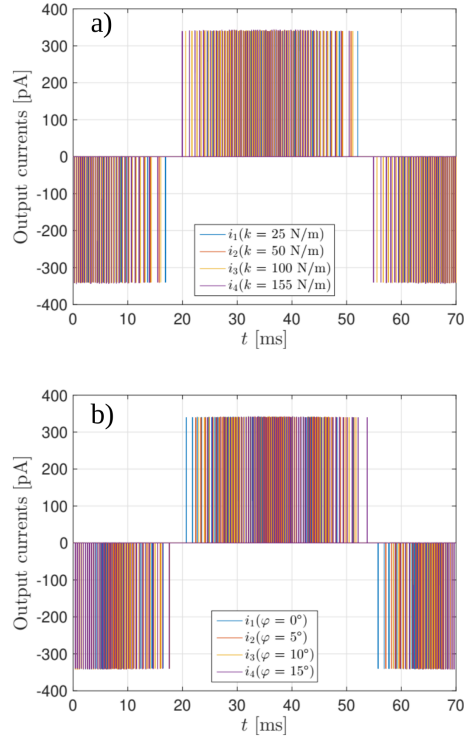 a)
400
300
200
100
0
-100
-200
-300
-400
Output currents [pA]
i₁(k = 25 N/m)
i₂(k = 50 N/m)
i₃(k = 100 N/m)
i₄(k = 155 N/m)
0 10 20 30 40 50 60 70
t [ms]
b)
400
300
200
100
0
-100
-200
-300
-400
Output currents [pA]
i₁(φ = 0°)
i₂(φ = 5°)
i₃(φ = 10°)
i₄(φ = 15°)
0 10 20 30 40 50 60 70
t [ms]